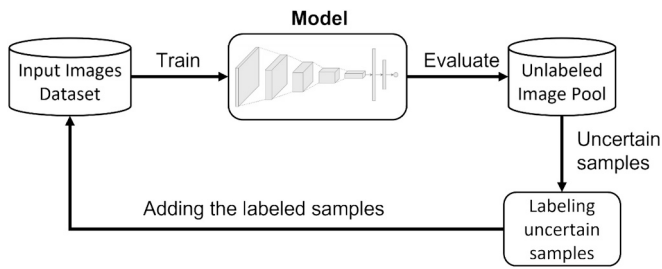 Model
Input Images
Dataset
Train
Evaluate
Unlabeled
Image Pool
Uncertain
samples
Adding the labeled samples
Labeling
uncertain
samples